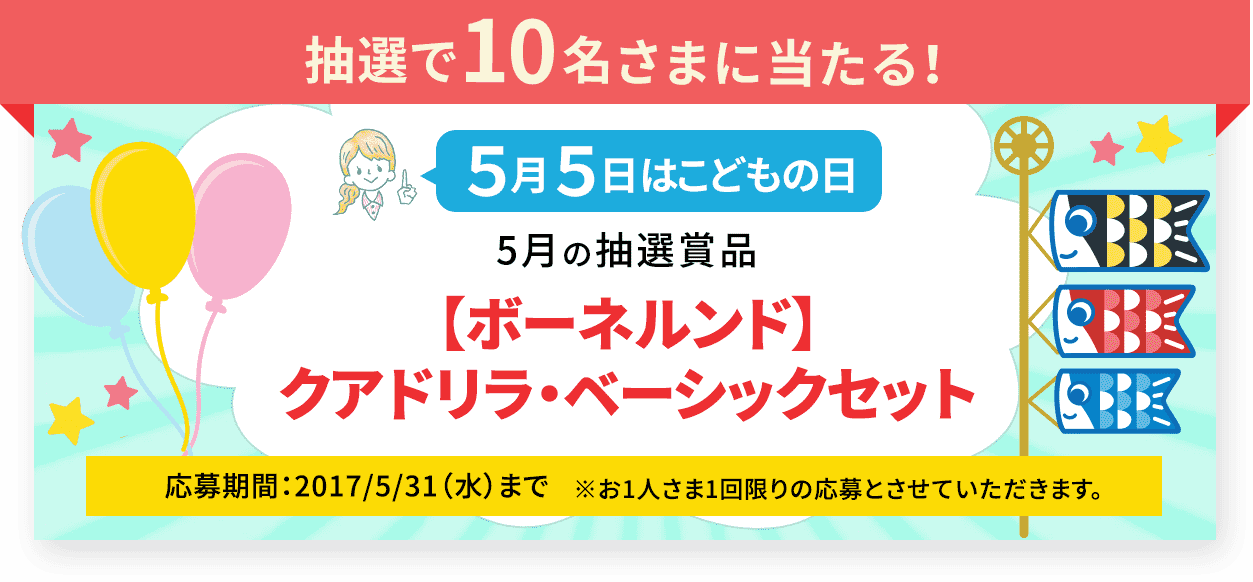 抽選で10名さまに当たる!
5月5日はこどもの日
5月の抽選賞品
【ボーネルンド】
クアドリラ・ベーシックセット
応募期間：2017/5/31（水）まで ※お1人さま1回限りの応募とさせていただきます。